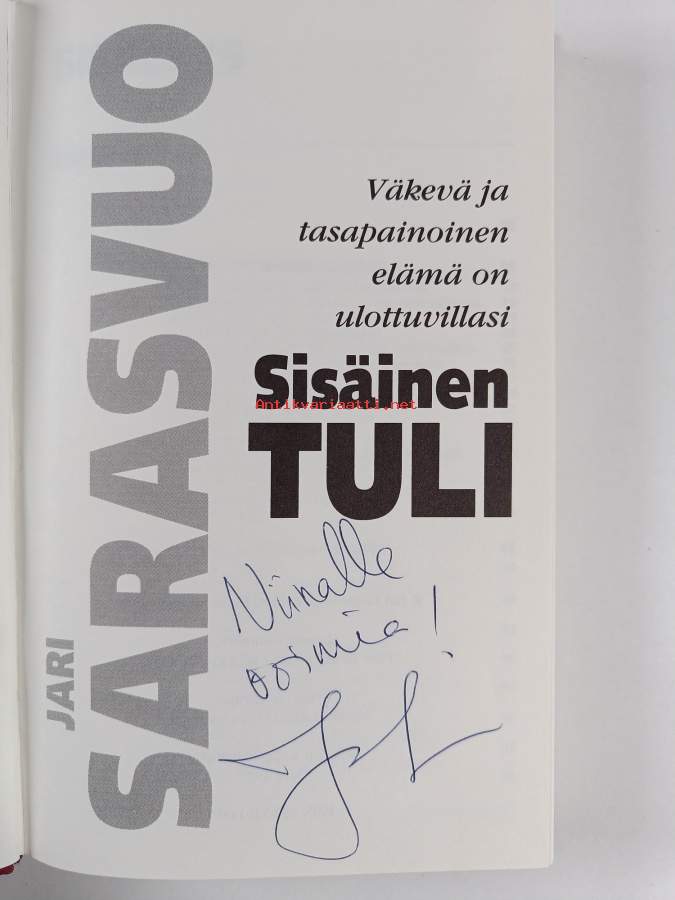 JARI
SARASVUO
Väkevä ja
tasapainoinen
elämä on
ulottuvillasi
Sisäinen
Antikvariaatti.net
TULI
Niinalle
voimia!